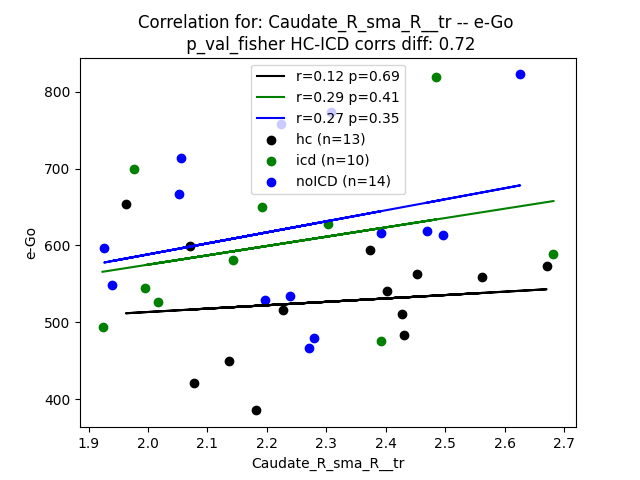 Correlation for: Caudate_R_sma_R__tr -- e-Go
p_val_fisher HC-ICD corrs diff: 0.72
r=0.12 p=0.69
r=0.29 p=0.41
r=0.27 p=0.35
hc (n=13)
icd (n=10)
noICD (n=14)
e-Go
800
700
600
500
400
1.9 2.0 2.1 2.2 2.3 2.4 2.5 2.6 2.7
Caudate_R_sma_R__tr